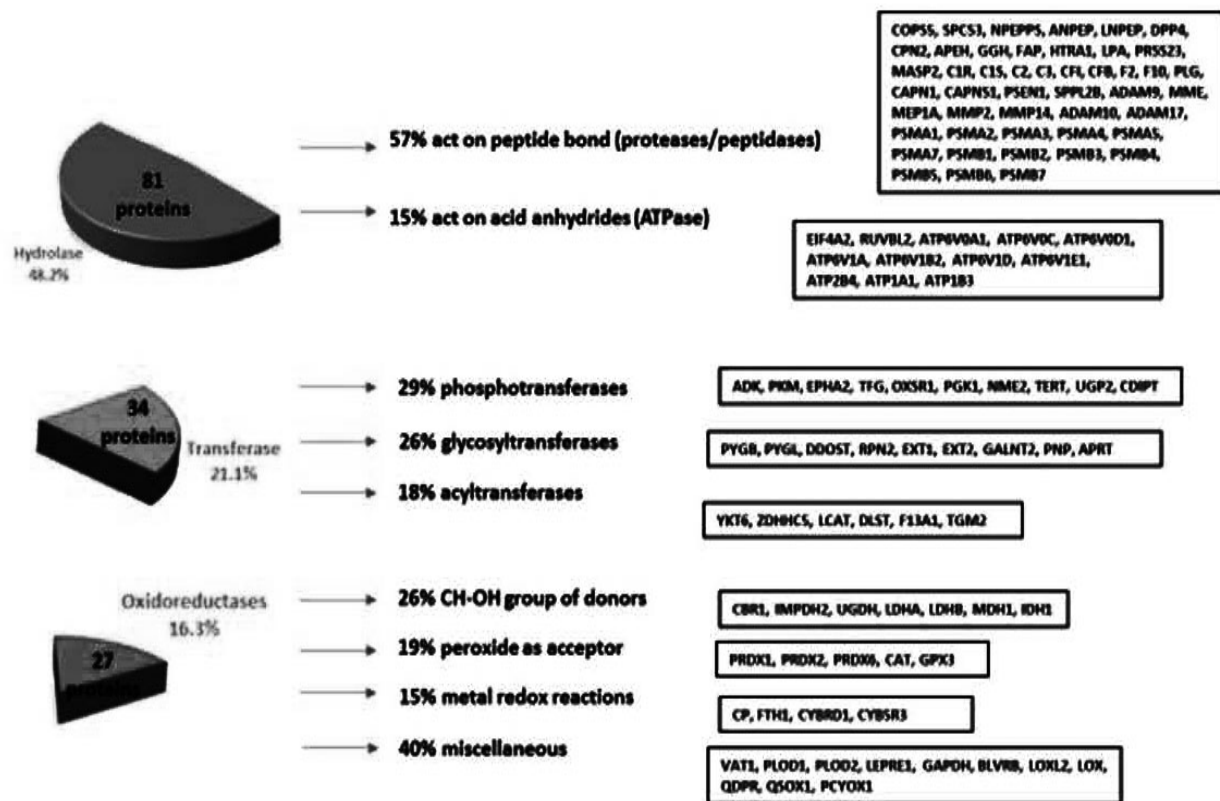 COPS5, SPCS3, NPEPPS, ANPEP, LNPEP, DPP4,
CPN2, APEH, GGH, FAP, HTRA1, LPA, PRSS23,
MASP2, C1R, C1S, C2, C3, CFI, CFB, F2, F10, PLG,
CAPN1, CAPNS1, PSEN1, SPPL2B, ADAM9, MME,
MEP1A, MMP2, MMP14, ADAM10, ADAM17,
PSMA1, PSMA2, PSMA3, PSMA4, PSMA5,
PSMA7, PSMB1, PSMB2, PSMB3, PSMB4,
PSMB5, PSMB6, PSMB7
57% act on peptide bond (proteases/peptidases)
81
proteins
15% act on acid anhydrides (ATPase)
Hydrolase
48.2%
EIF4A2, RUVBL2, ATP6V0A1, ATP6V0C, ATP6V0D1,
ATP6V1A, ATP6V1B2, ATP6V1D, ATP6V1E1,
ATP2B4, ATP1A1, ATP1B3
29% phosphotransferases
ADK, PKM, EPHA2, TFG, OXSR1, PGK1, NME2, TERT, UGP2, CDIPT
34
proteins
Transferase
21.1%
26% glycosyltransferases
PYGB, PYGL, DDOST, RPN2, EXT1, EXT2, GALNT2, PNP, APRT
18% acyltransferases
YKT6, ZDHHC5, LCAT, DLST, F13A1, TGM2
Oxidoreductases
16.3%
26% CH-OH group of donors
CBR1, IMPDH2, UGDH, LDHA, LDHB, MDH1, IDH1
27
proteins
19% peroxide as acceptor
PRDX1, PRDX2, PRDX6, CAT, GPX3
15% metal redox reactions
CP, FTH1, CYBRD1, CYB5R3
40% miscellaneous
VAT1, PLOD1, PLOD2, LEPRE1, GAPDH, BLVRB, LOXL2, LOX,
QDPR, QSOX1, PCYOX1